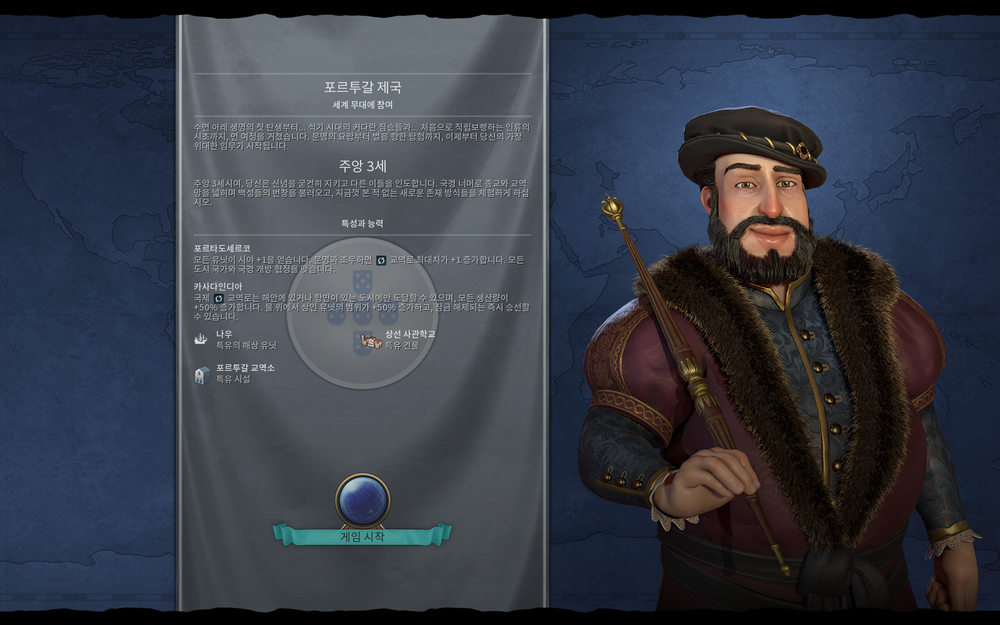 포르투갈 제국
세계 무대에 참여
수면 아래 생명의 첫 탄생부터... 석기 시대의 커다란 짐승들과... 처음으로 직립보행하는 인류의
시초까지, 먼 여정을 거쳤습니다. 문명의 요람부터 별을 향한 탐험까지, 이제부터 당신의 가장
위대한 임무가 시작됩니다.
주앙 3세
주앙 3세시여, 당신은 신념을 굳건히 지키고 다른 이들을 인도합니다. 국경 너머로 종교와 교역
망을 넓히며 백성들의 번창을 불러오고, 지금껏 본 적 없는 새로운 존재 방식들을 체험하게 하십
시오.
특성과 능력
포르타도세르코
모든 유닛이 시야 +1을 얻습니다. 문명과 조우하면 교역로 최대치가 +1 증가합니다. 모든
도시 국가와 국경 개방 협정을 맺습니다.
카사다인디아
국제 교역로는 해안에 있거나 항만이 있는 도시에만 도달할 수 있으며, 모든 생산량이
+50% 증가합니다. 물 위에서 상인 유닛의 범위가 +50% 증가하고, 잠금 해제되는 즉시 승선할
수 있습니다.
나우
특유의 해상 유닛
상선 사관학교
특유 건물
포르투갈 교역소
특유 시설
게임 시작